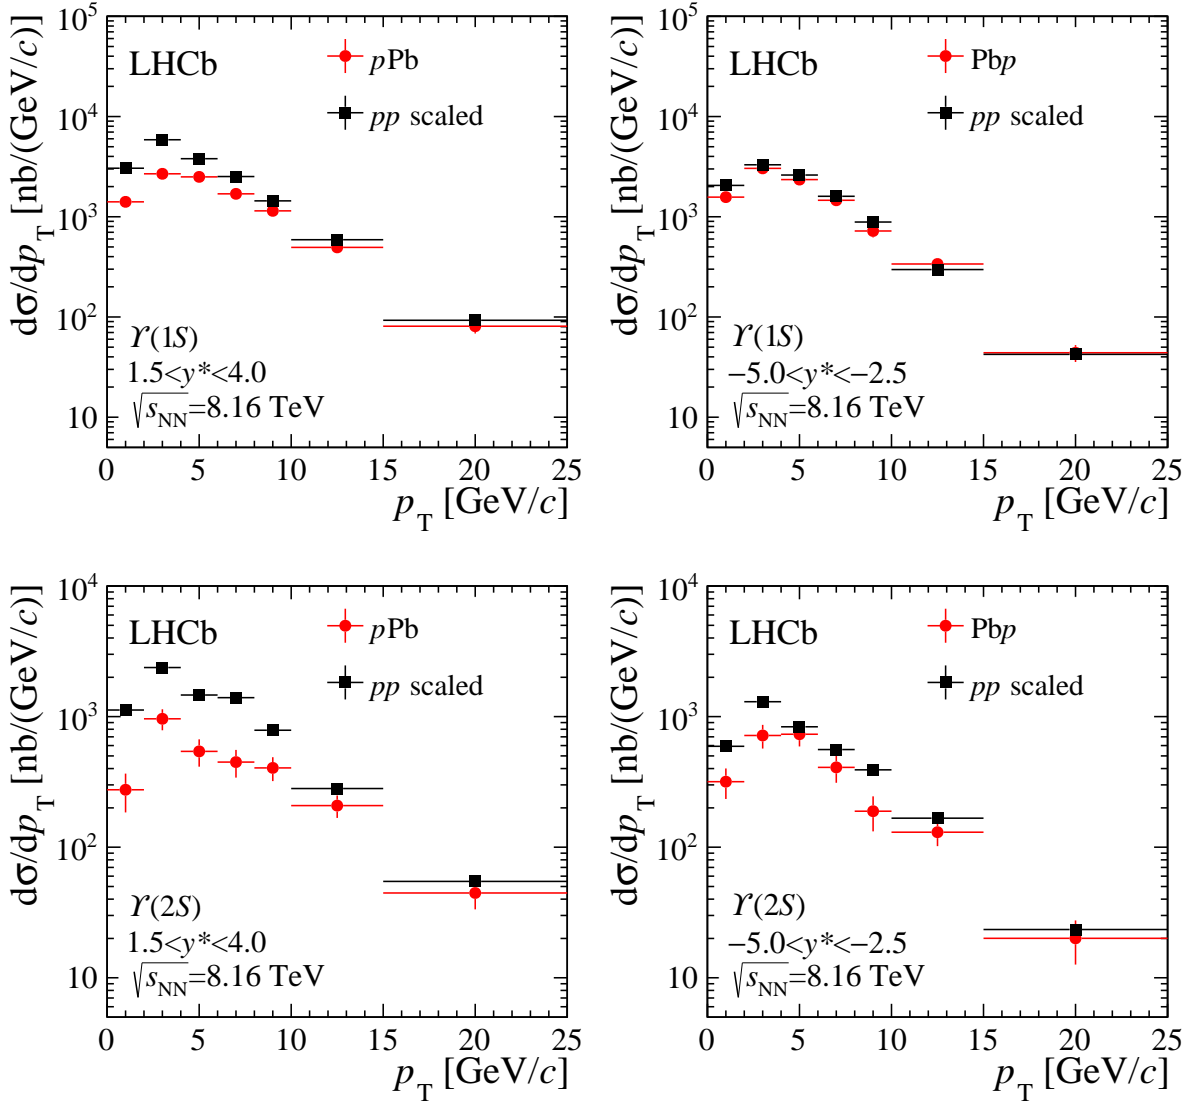 dσ/dp_T [nb/(GeV/c)]
10^5
10^4
10^3
10^2
10
LHCb
pPb
pp scaled
ϒ(1S)
1.5<y*<4.0
√s_NN=8.16 TeV
0 5 10 15 20 25
p_T [GeV/c]
dσ/dp_T [nb/(GeV/c)]
10^5
10^4
10^3
10^2
10
LHCb
Pbp
pp scaled
ϒ(1S)
−5.0<y*<−2.5
√s_NN=8.16 TeV
0 5 10 15 20 25
p_T [GeV/c]
dσ/dp_T [nb/(GeV/c)]
10^4
10^3
10^2
10
LHCb
pPb
pp scaled
ϒ(2S)
1.5<y*<4.0
√s_NN=8.16 TeV
0 5 10 15 20 25
p_T [GeV/c]
dσ/dp_T [nb/(GeV/c)]
10^4
10^3
10^2
10
LHCb
Pbp
pp scaled
ϒ(2S)
−5.0<y*<−2.5
√s_NN=8.16 TeV
0 5 10 15 20 25
p_T [GeV/c]